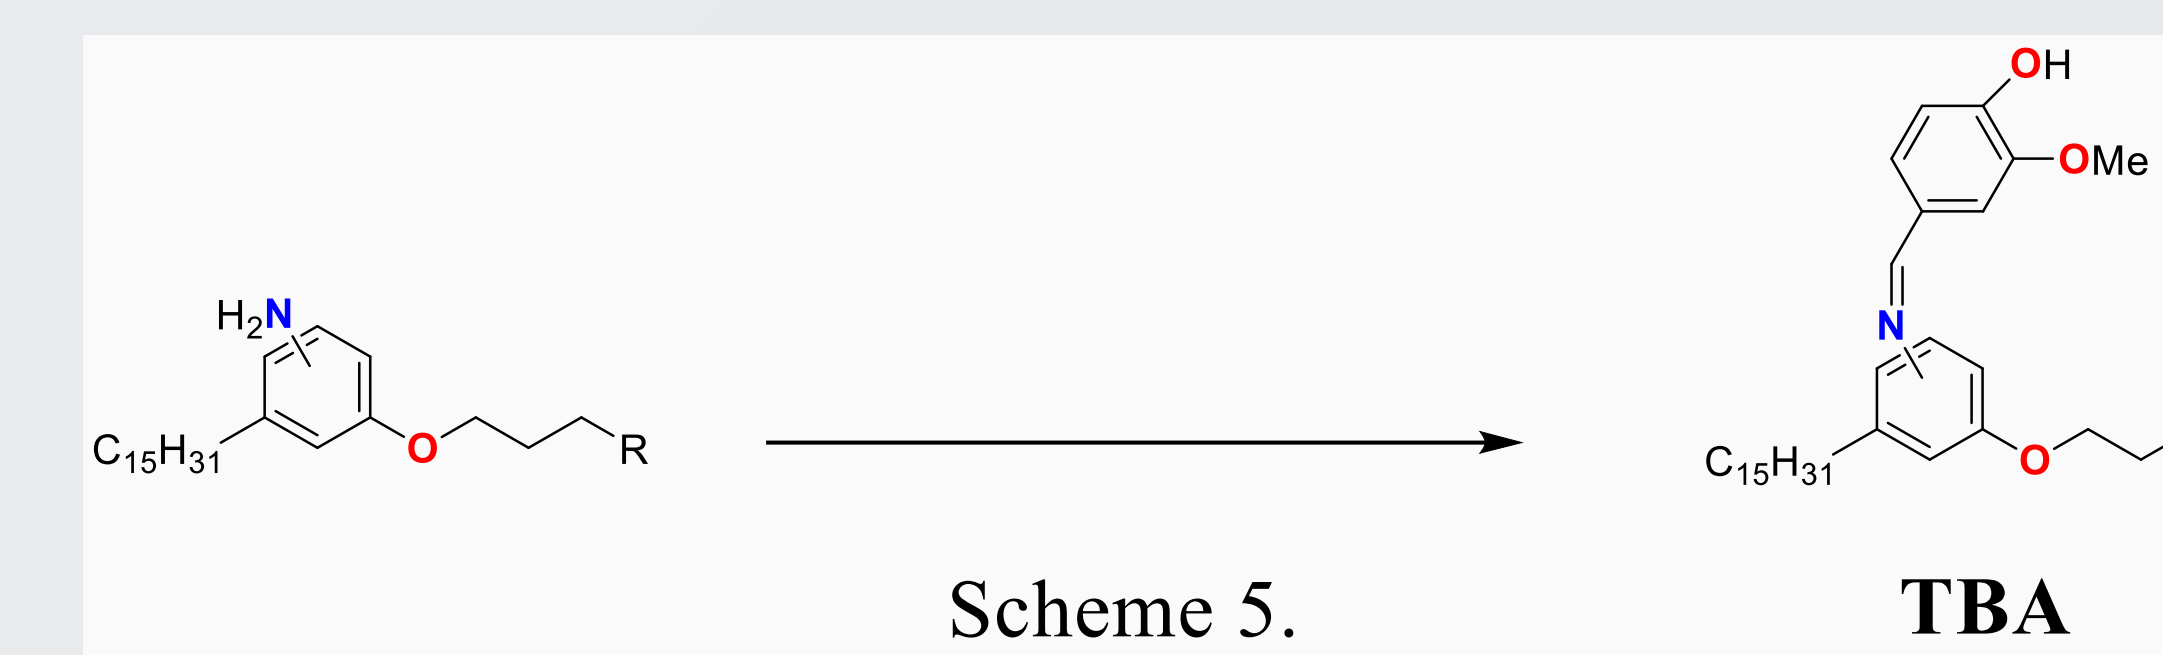 OH
OMe
H₂N
N
C₁₅H₃₁
O
R
C₁₅H₃₁
O
Scheme 5.
TBA